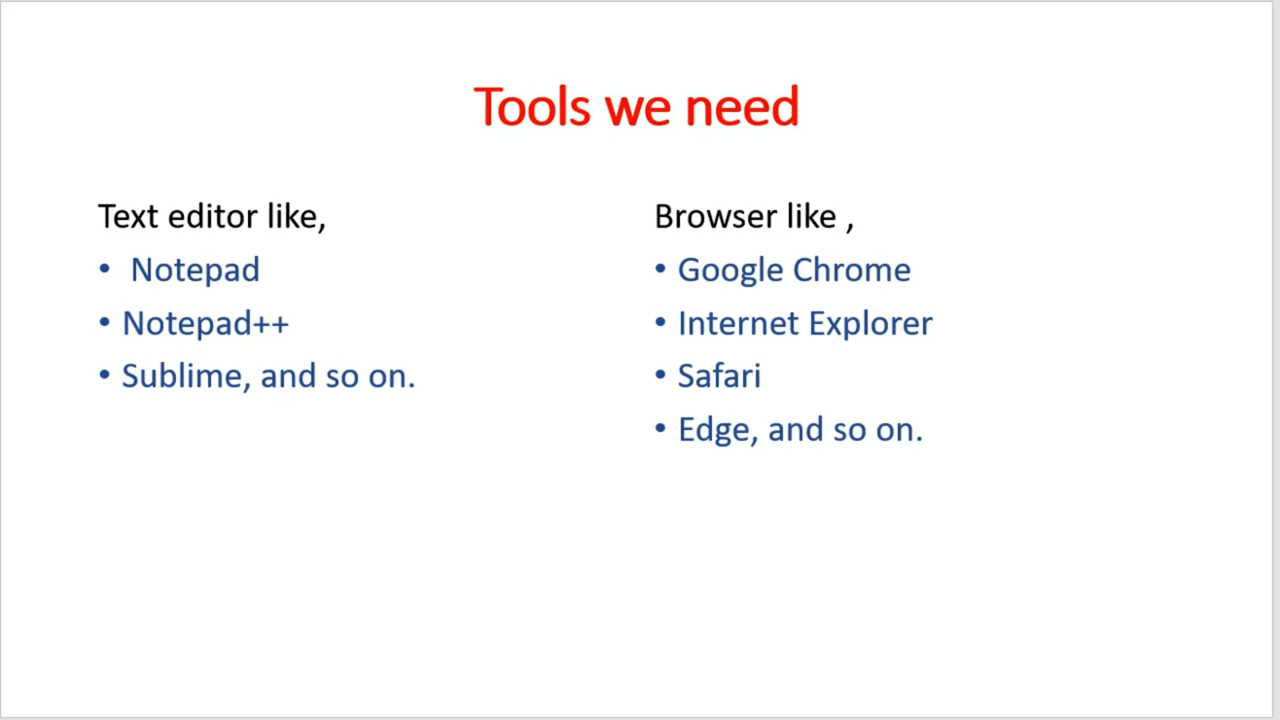 Tools we need
Text editor like,
• Notepad
• Notepad++
• Sublime, and so on.
Browser like ,
• Google Chrome
• Internet Explorer
• Safari
• Edge, and so on.